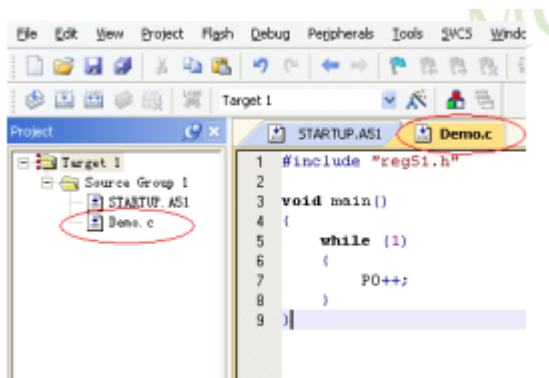 File Edit View Project Flash Debug Peripherals Tools SVCS Windo
Target 1
Project
STARTUP.A51 Demo.c
Target 1
Source Group 1
STARTUP.A51
Demo.c
1 #include "reg51.h"
2
3 void main()
4 {
5 while (1)
6 {
7 P0++;
8 }
9 }